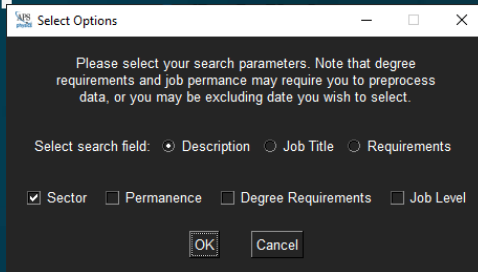 APS
physics
Select Options
Please select your search parameters. Note that degree
requirements and job permance may require you to preprocess
data, or you may be excluding date you wish to select.
Select search field: Description Job Title Requirements
Sector Permanence Degree Requirements Job Level
OK Cancel